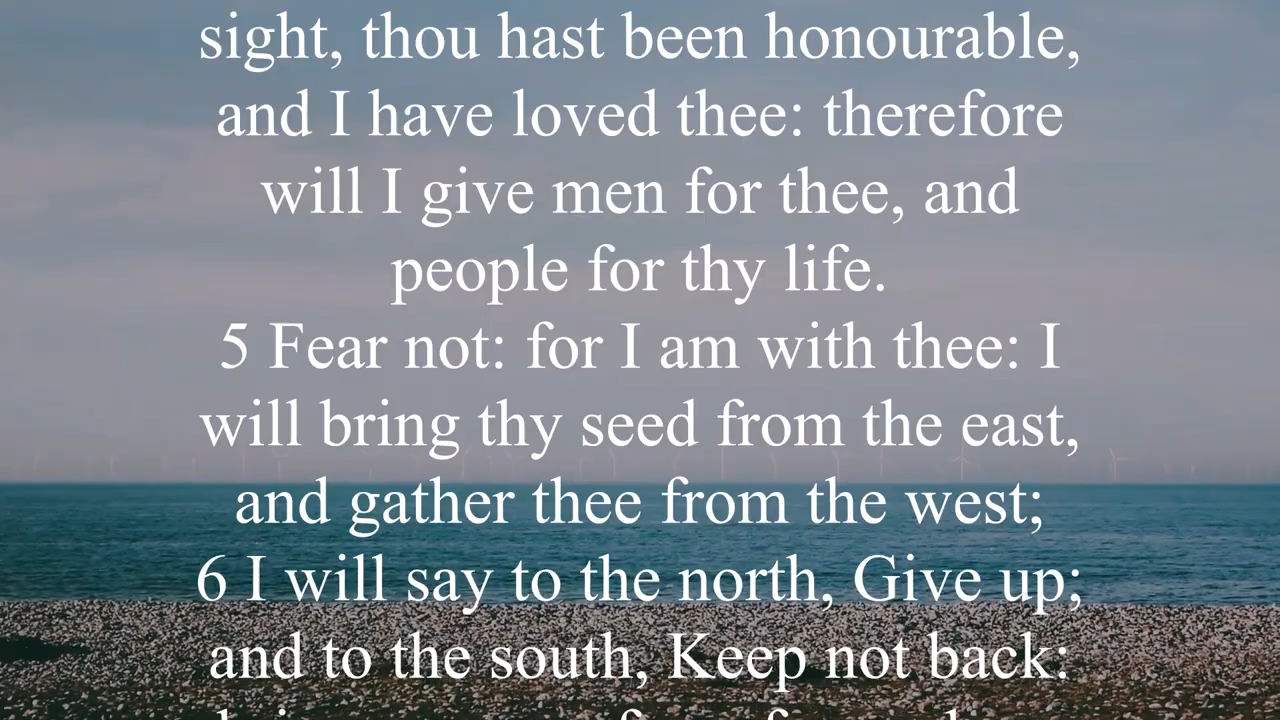 sight, thou hast been honourable,
and I have loved thee: therefore
will I give men for thee, and
people for thy life.
5 Fear not: for I am with thee: I
will bring thy seed from the east,
and gather thee from the west;
6 I will say to the north, Give up;
and to the south, Keep not back: